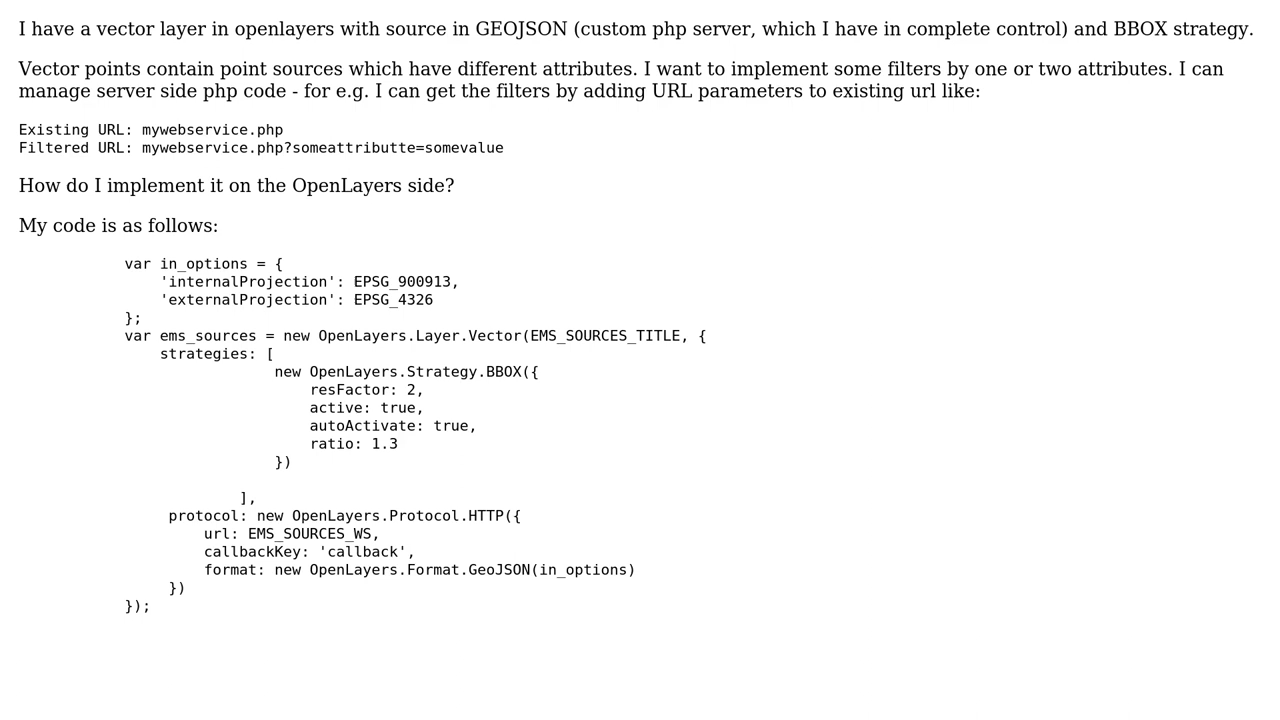 I have a vector layer in openlayers with source in GEOJSON (custom php server, which I have in complete control) and BBOX strategy.
Vector points contain point sources which have different attributes. I want to implement some filters by one or two attributes. I can
manage server side php code - for e.g. I can get the filters by adding URL parameters to existing url like:
Existing URL: mywebservice.php
Filtered URL: mywebservice.php?someattributte=somevalue
How do I implement it on the OpenLayers side?
My code is as follows:
            var in_options = {
                'internalProjection': EPSG_900913,
                'externalProjection': EPSG_4326
            };
            var ems_sources = new OpenLayers.Layer.Vector(EMS_SOURCES_TITLE, {
                strategies: [
                             new OpenLayers.Strategy.BBOX({
                                 resFactor: 2,
                                 active: true,
                                 autoActivate: true,
                                 ratio: 1.3
                             })
                         ],
                 protocol: new OpenLayers.Protocol.HTTP({
                     url: EMS_SOURCES_WS,
                     callbackKey: 'callback',
                     format: new OpenLayers.Format.GeoJSON(in_options)
                 })
            });